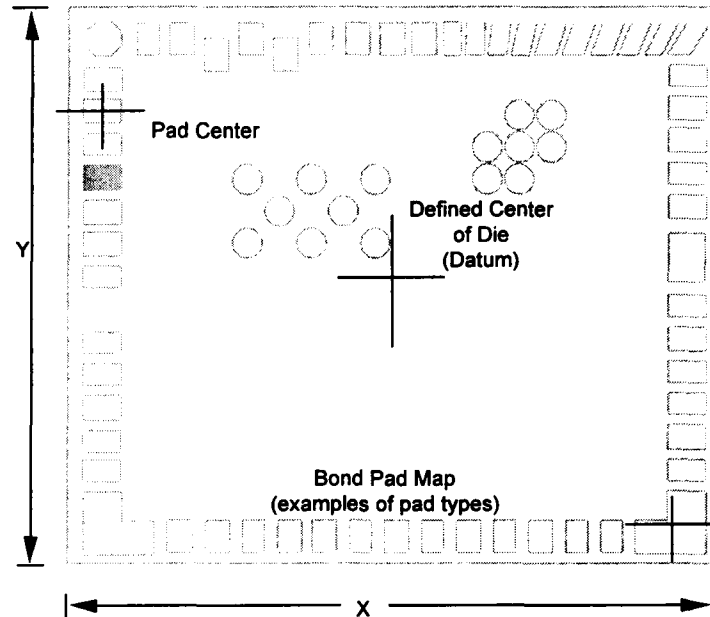 Pad Center
Defined Center
of Die
(Datum)
Y
Bond Pad Map
(examples of pad types)
X